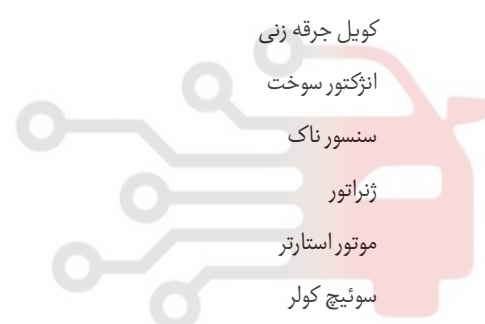 کویل جرقه زنی
انژکتور سوخت
سنسور ناک
ژنراتور
موتور استارتر
سوئیچ کولر